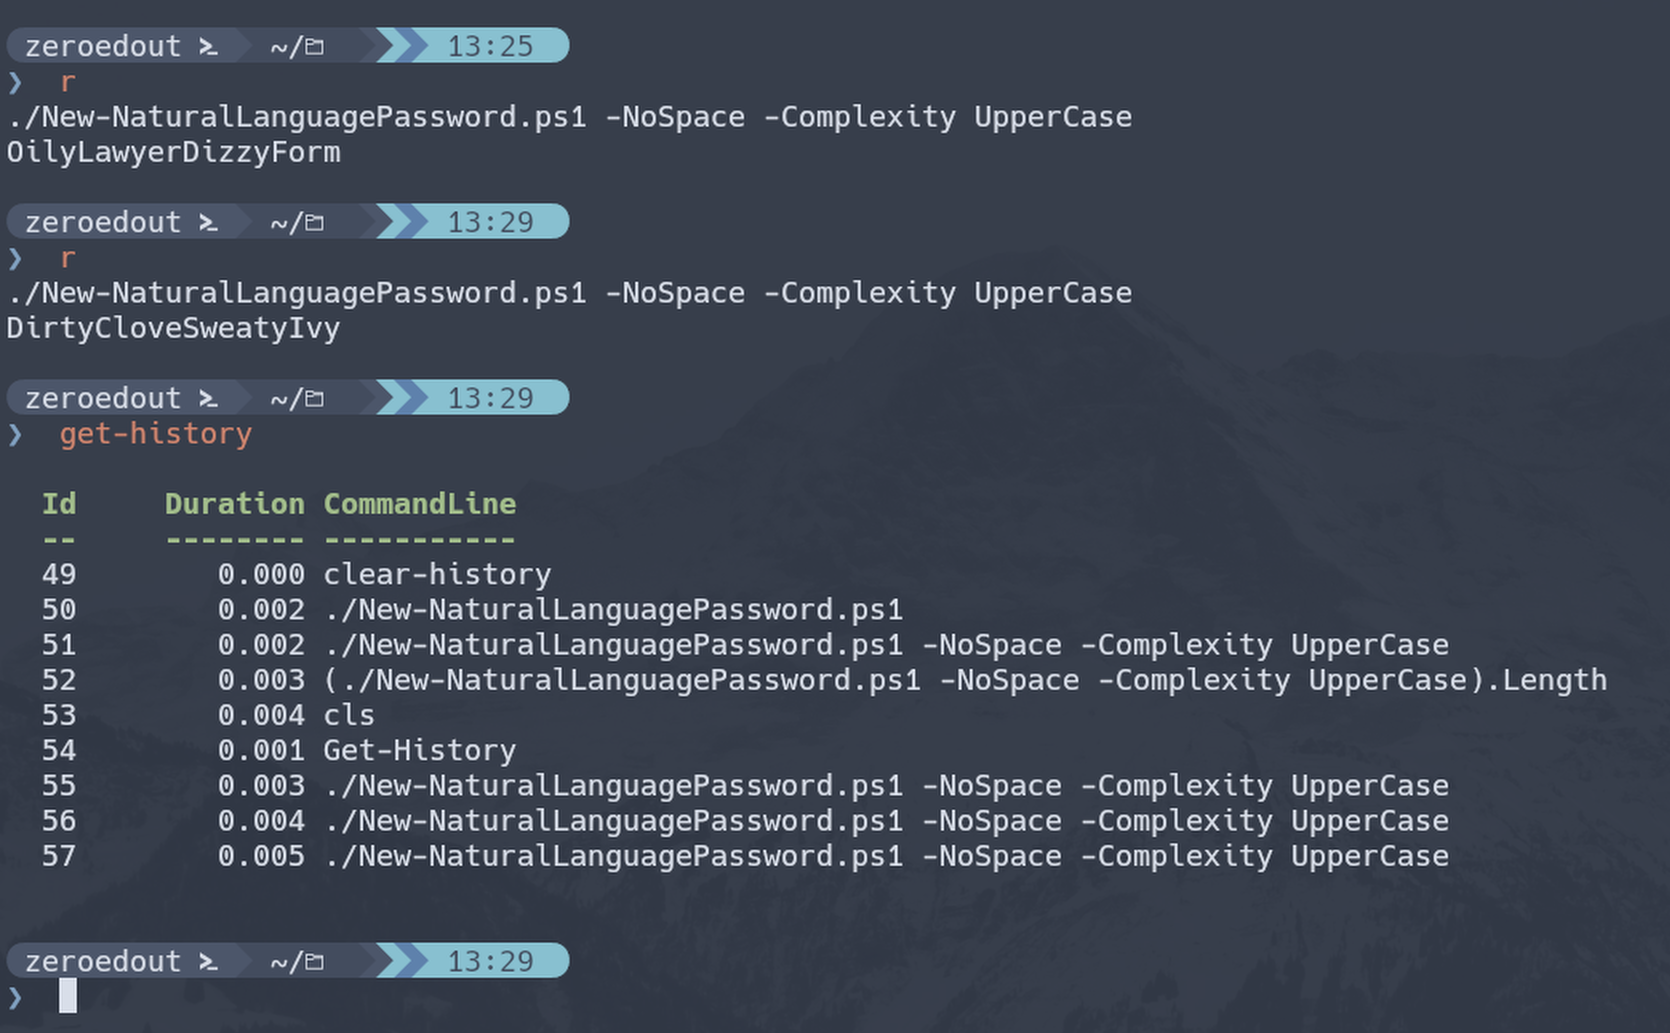 zeroedout ~/ 13:25
❯ r
./New-NaturalLanguagePassword.ps1 -NoSpace -Complexity UpperCase
OilyLawyerDizzyForm
zeroedout ~/ 13:29
❯ r
./New-NaturalLanguagePassword.ps1 -NoSpace -Complexity UpperCase
DirtyCloveSweatyIvy
zeroedout ~/ 13:29
❯ get-history
Id Duration CommandLine
-- -------- -----------
49 0.000 clear-history
50 0.002 ./New-NaturalLanguagePassword.ps1
51 0.002 ./New-NaturalLanguagePassword.ps1 -NoSpace -Complexity UpperCase
52 0.003 (./New-NaturalLanguagePassword.ps1 -NoSpace -Complexity UpperCase).Length
53 0.004 cls
54 0.001 Get-History
55 0.003 ./New-NaturalLanguagePassword.ps1 -NoSpace -Complexity UpperCase
56 0.004 ./New-NaturalLanguagePassword.ps1 -NoSpace -Complexity UpperCase
57 0.005 ./New-NaturalLanguagePassword.ps1 -NoSpace -Complexity UpperCase
zeroedout ~/ 13:29
❯